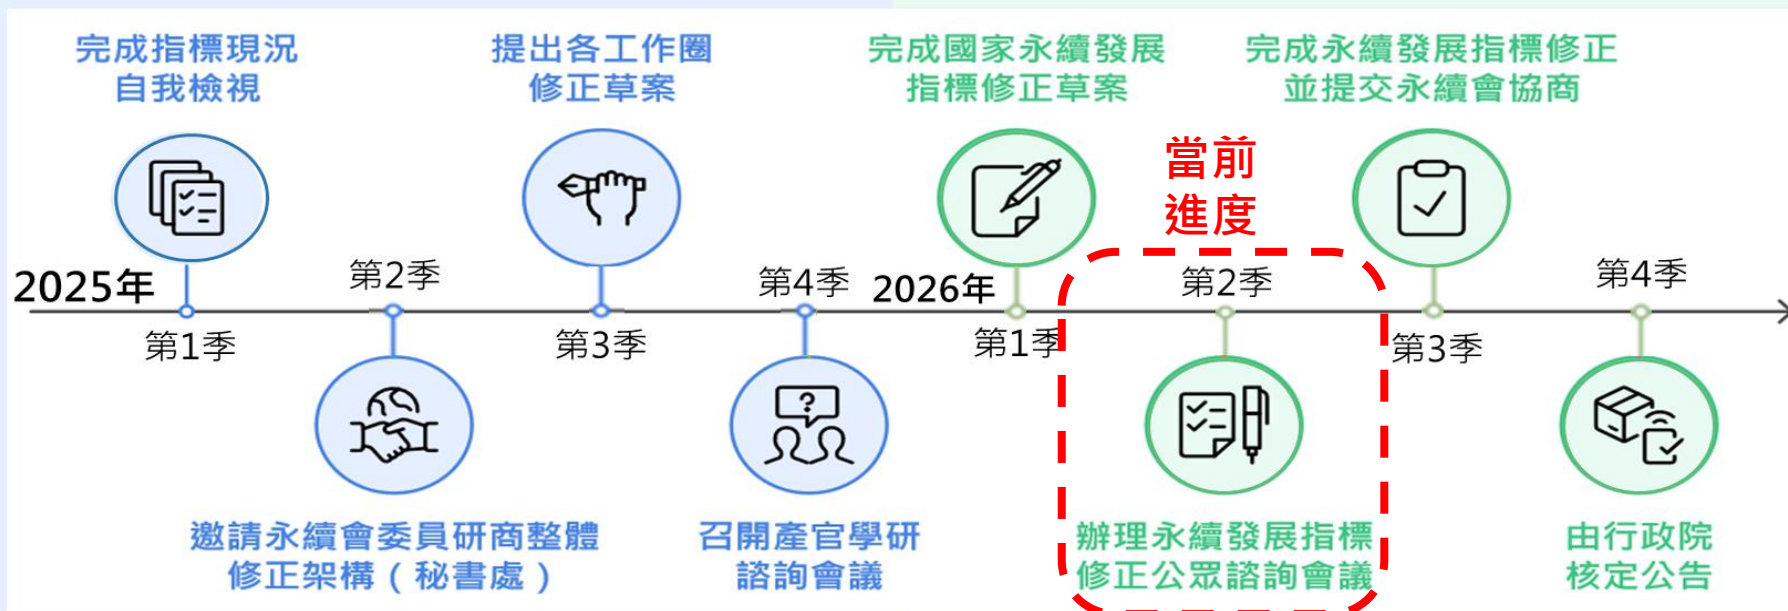 完成指標現況
自我檢視
提出各工作圈
修正草案
完成國家永續發展
指標修正草案
完成永續發展指標修正
並提交永續會協商
當前
進度
2025年
第1季
第2季
第3季
第4季
2026年
第1季
第2季
第3季
第4季
邀請永續會委員研商整體
修正架構（秘書處）
召開產官學研
諮詢會議
?
辦理永續發展指標
修正公眾諮詢會議
由行政院
核定公告